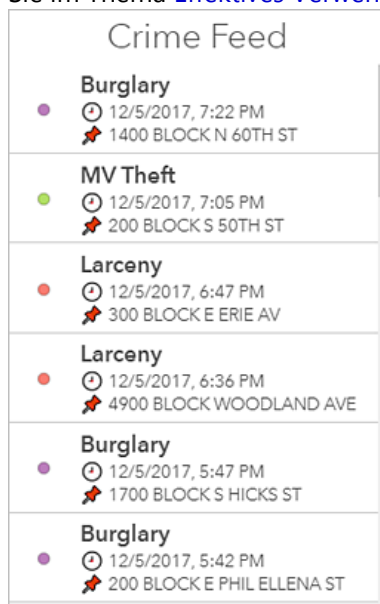 Sie im Thema
Crime Feed
Burglary
12/5/2017, 7:22 PM
1400 BLOCK N 60TH ST
MV Theft
12/5/2017, 7:05 PM
200 BLOCK S 50TH ST
Larceny
12/5/2017, 6:47 PM
300 BLOCK E ERIE AV
Larceny
12/5/2017, 6:36 PM
4900 BLOCK WOODLAND AVE
Burglary
12/5/2017, 5:47 PM
1700 BLOCK S HICKS ST
Burglary
12/5/2017, 5:42 PM
200 BLOCK E PHIL ELLENA ST